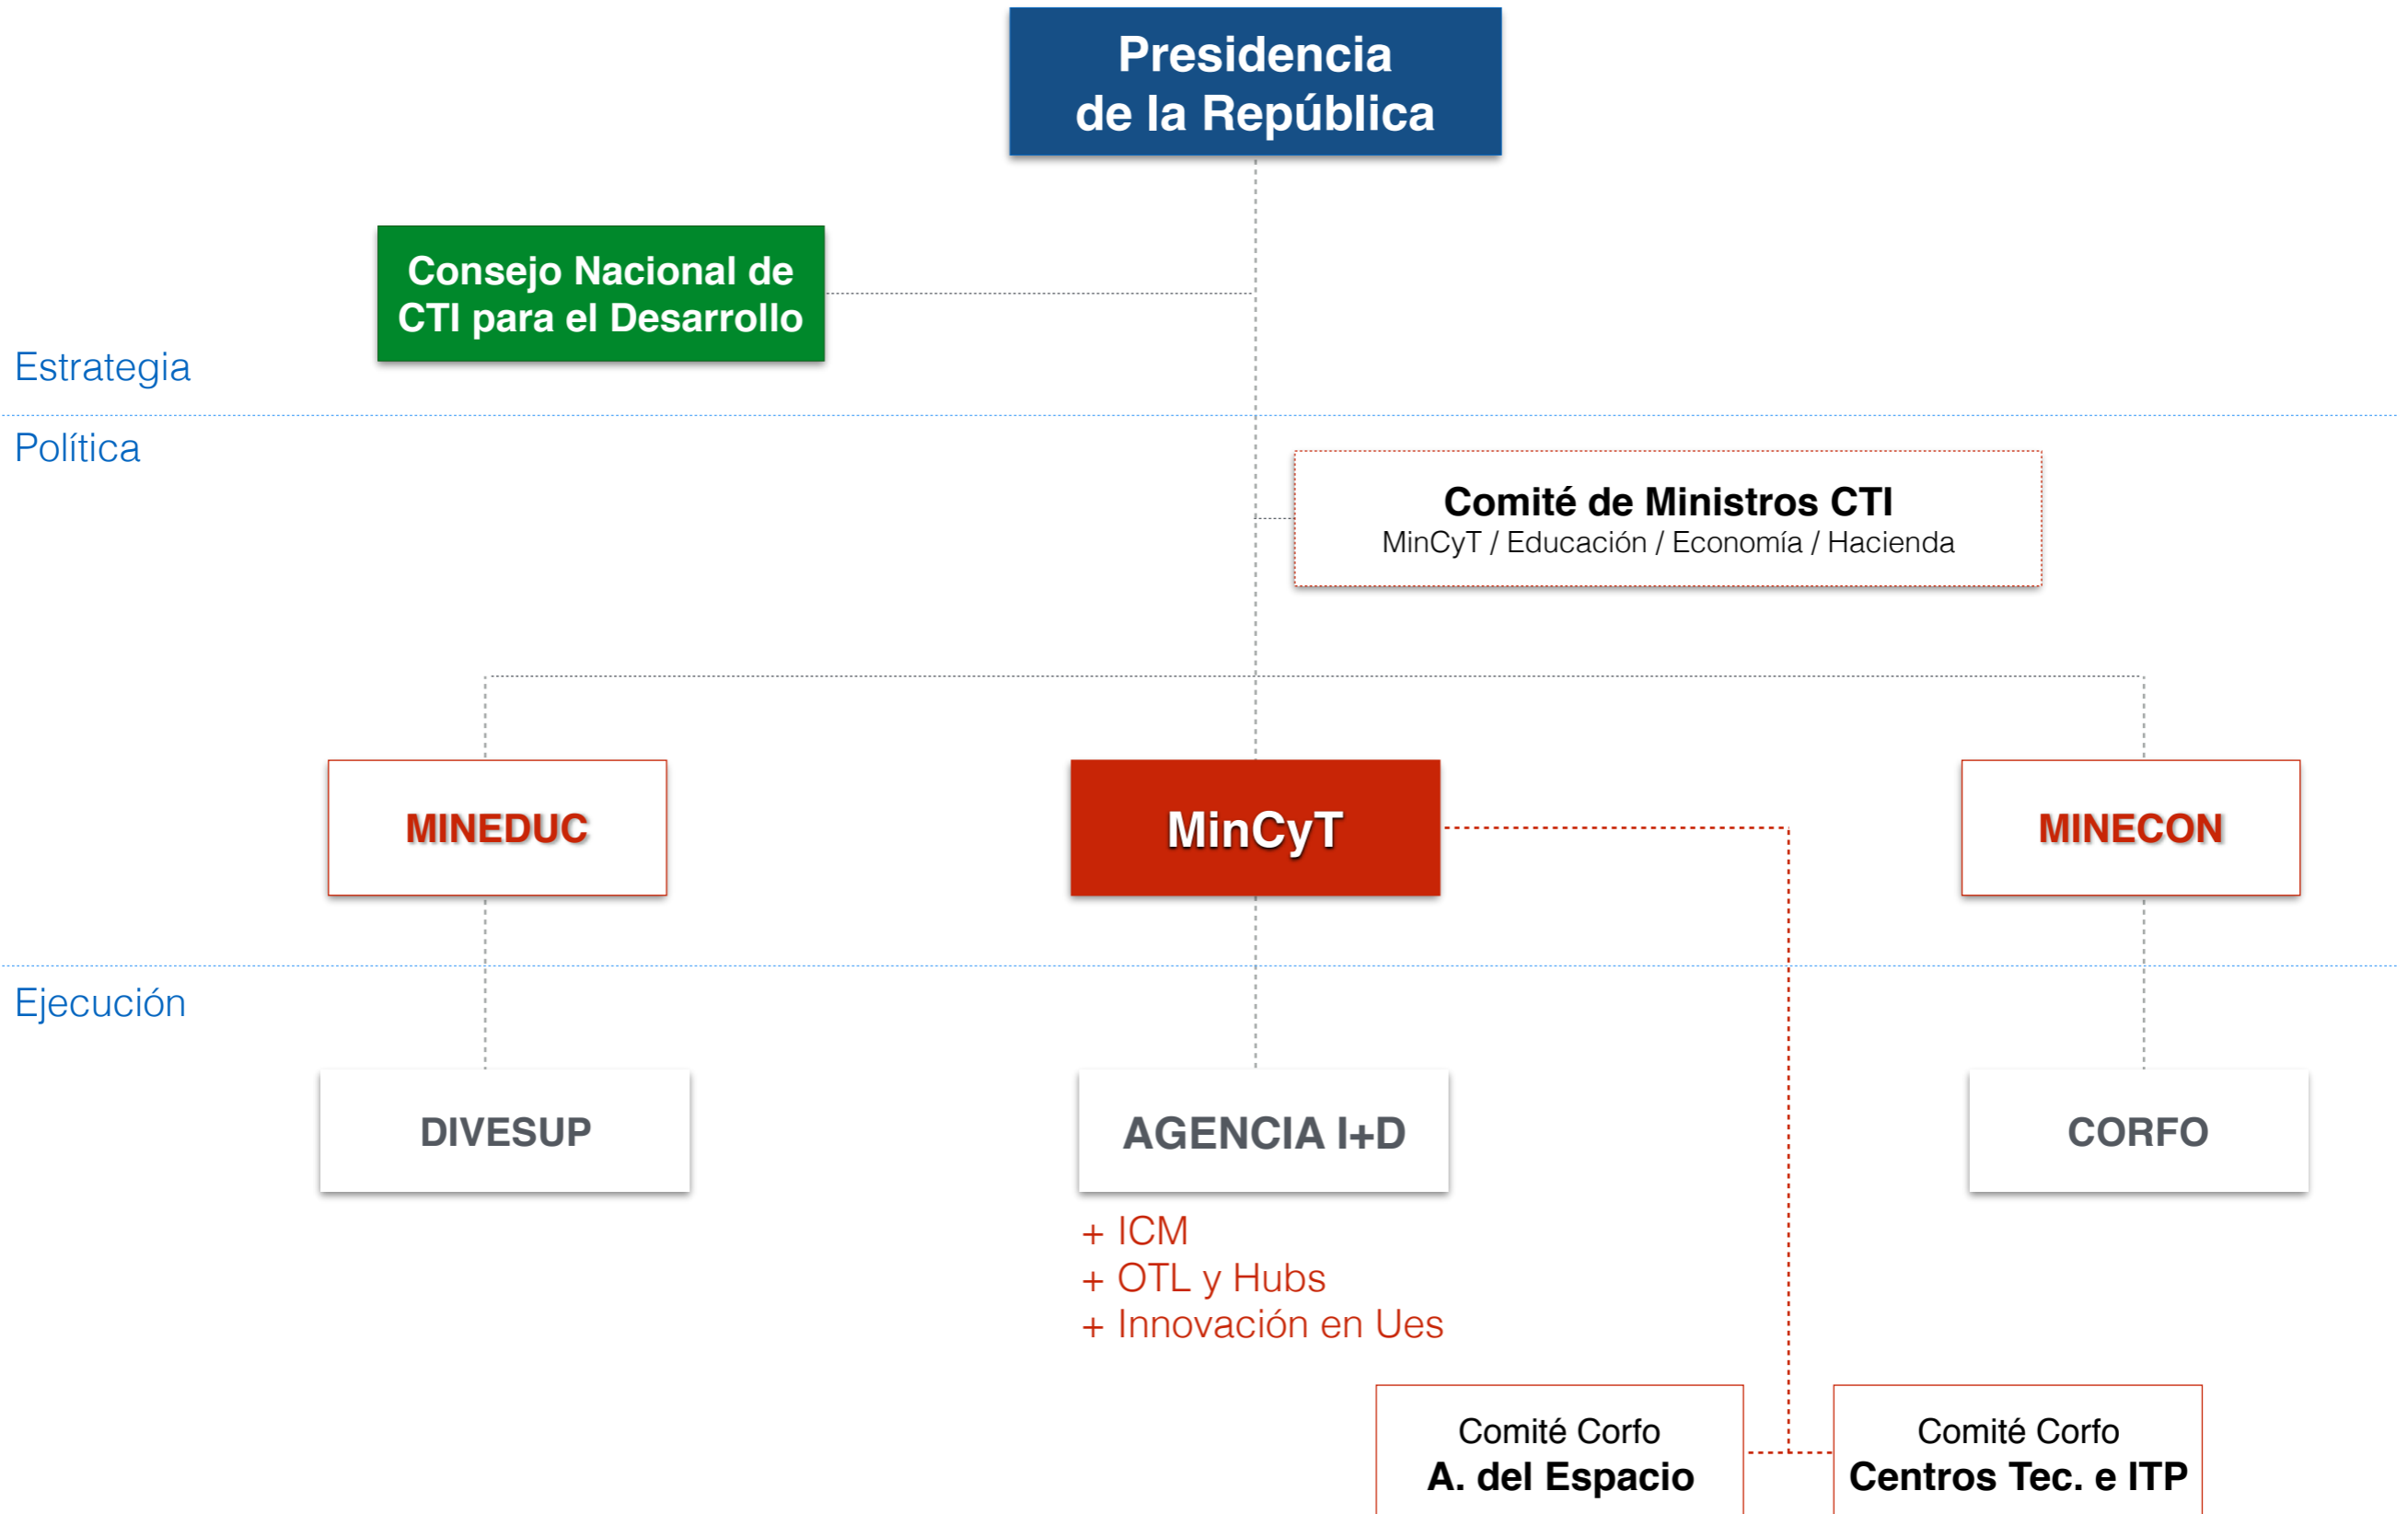 Presidencia
de la República
Consejo Nacional de
CTI para el Desarrollo
Estrategia
Política
Comité de Ministros CTI
MinCyT / Educación / Economía / Hacienda
MINEDUC
MinCyT
MINECON
Ejecución
DIVESUP
AGENCIA I+D
CORFO
+ ICM
+ OTL y Hubs
+ Innovación en Ues
Comité Corfo
A. del Espacio
Comité Corfo
Centros Tec. e ITP